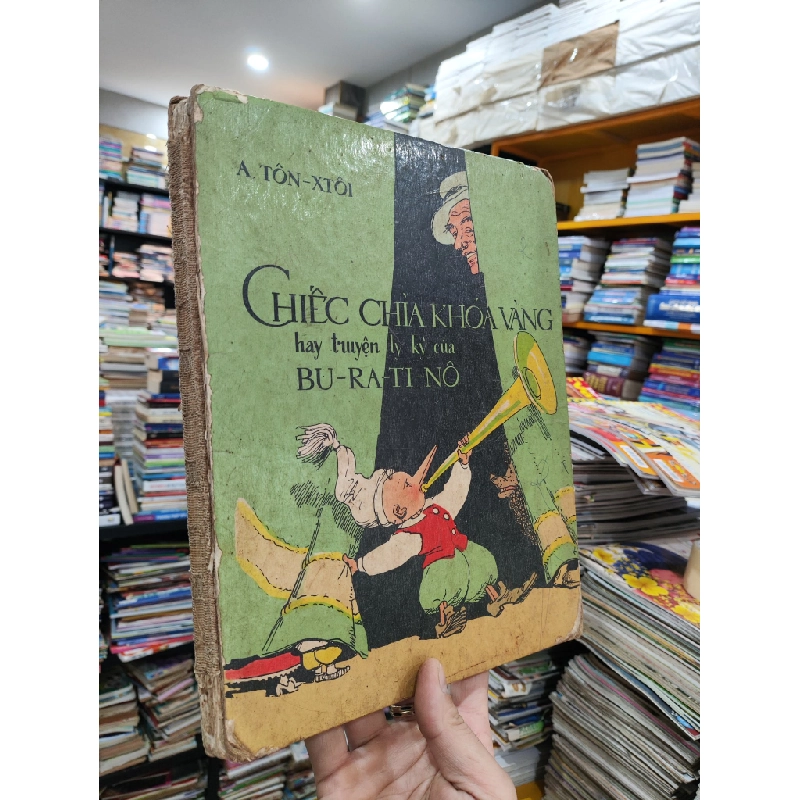 A. TÔN-XTÔI
CHIẾC CHÌA KHÓA VÀNG
hay truyện ly kỳ của
BU-RA-TI NÔ